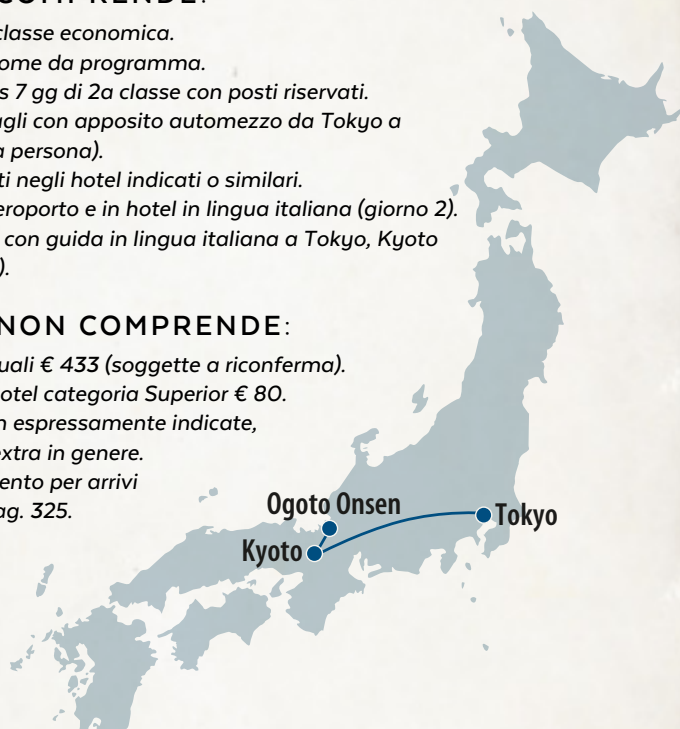 COMPRENDE:
classe economica.
ome da programma.
s 7 gg di 2a classe con posti riservati.
agli con apposito automezzo da Tokyo a
a persona).
ti negli hotel indicati o similari.
eroporto e in hotel in lingua italiana (giorno 2).
con guida in lingua italiana a Tokyo, Kyoto
).
NON COMPRENDE:
uali € 433 (soggette a riconferma).
otel categoria Superior € 80.
n espressamente indicate,
extra in genere.
ento per arrivi
ag. 325.
Ogoto Onsen
Tokyo
Kyoto